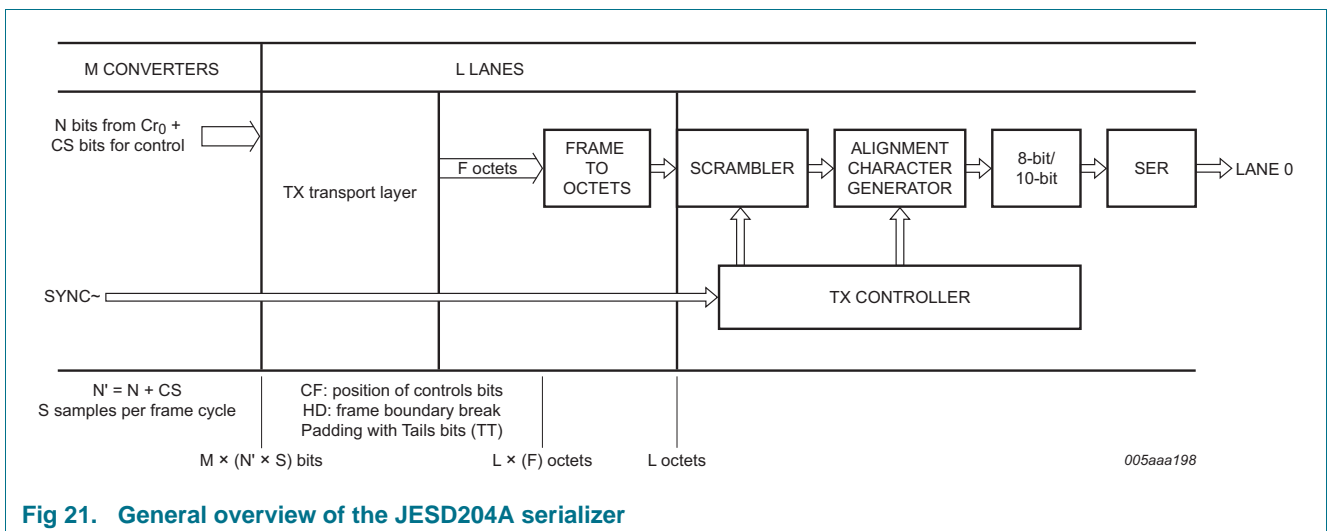 M CONVERTERS
L LANES
N bits from Cr0 +
CS bits for control
TX transport layer
F octets
FRAME
TO
OCTETS
SCRAMBLER
ALIGNMENT
CHARACTER
GENERATOR
8-bit/
10-bit
SER
LANE 0
SYNC~
TX CONTROLLER
N' = N + CS
S samples per frame cycle
CF: position of controls bits
HD: frame boundary break
Padding with Tails bits (TT)
M × (N' × S) bits
L × (F) octets
L octets
005aaa198
Fig 21. General overview of the JESD204A serializer